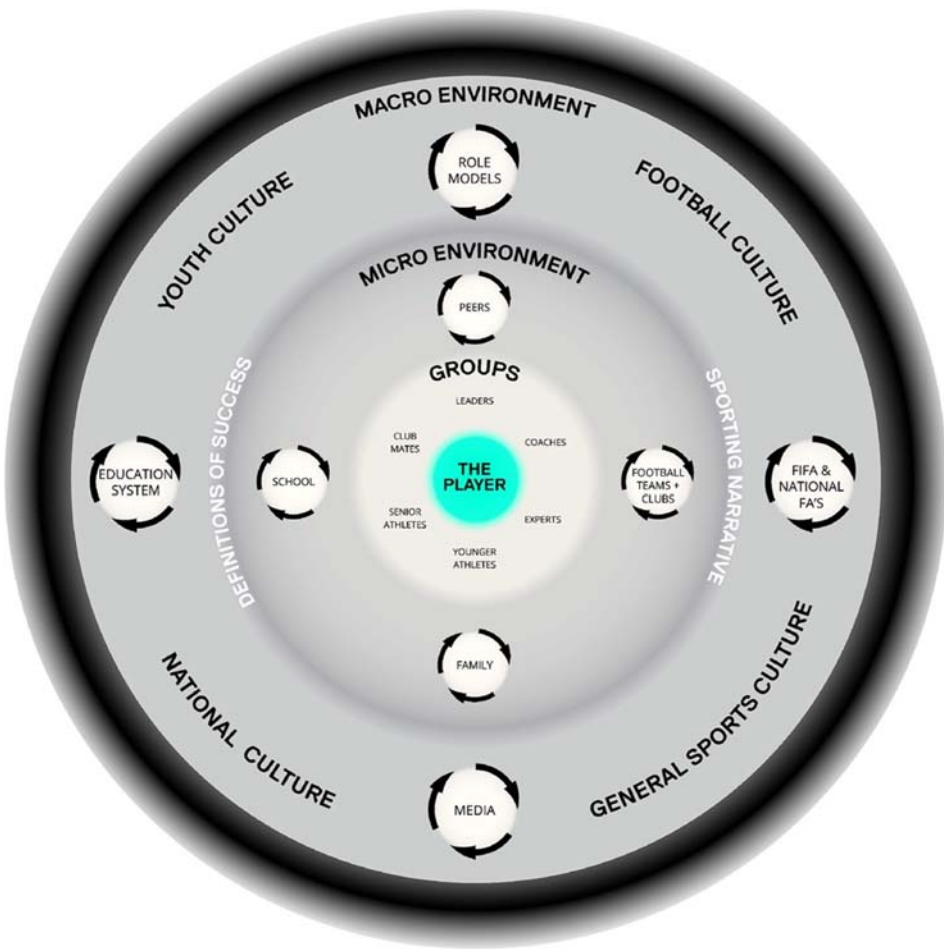 MACRO ENVIRONMENT
ROLE
MODELS
YOUTH CULTURE
FOOTBALL CULTURE
MICRO ENVIRONMENT
PEERS
GROUPS
LEADERS
CLUB
MATES
COACHES
THE
PLAYER
SENIOR
ATHLETES
EXPERTS
YOUNGER
ATHLETES
DEFINITIONS OF SUCCESS
SPORTING NARRATIVE
EDUCATION
SYSTEM
SCHOOL
FOOTBALL
TEAMS +
CLUBS
FIFA &
NATIONAL
FA'S
FAMILY
NATIONAL CULTURE
GENERAL SPORTS CULTURE
MEDIA